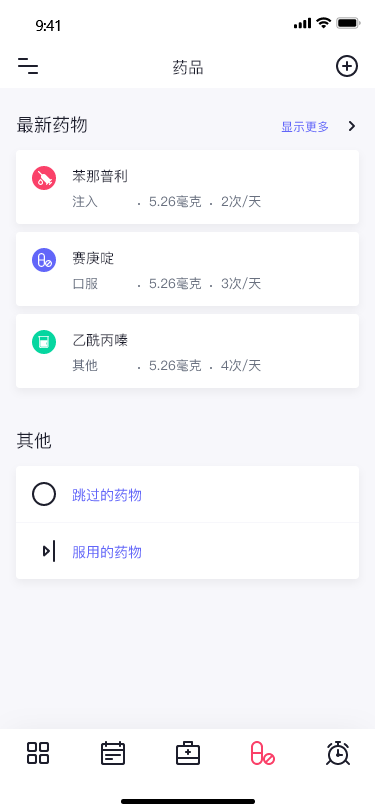 9:41
药品
最新药物
显示更多
苯那普利
注入 . 5.26毫克 . 2次/天
赛庚啶
口服 . 5.26毫克 . 3次/天
乙酰丙嗪
其他 . 5.26毫克 . 4次/天
其他
跳过的药物
服用的药物